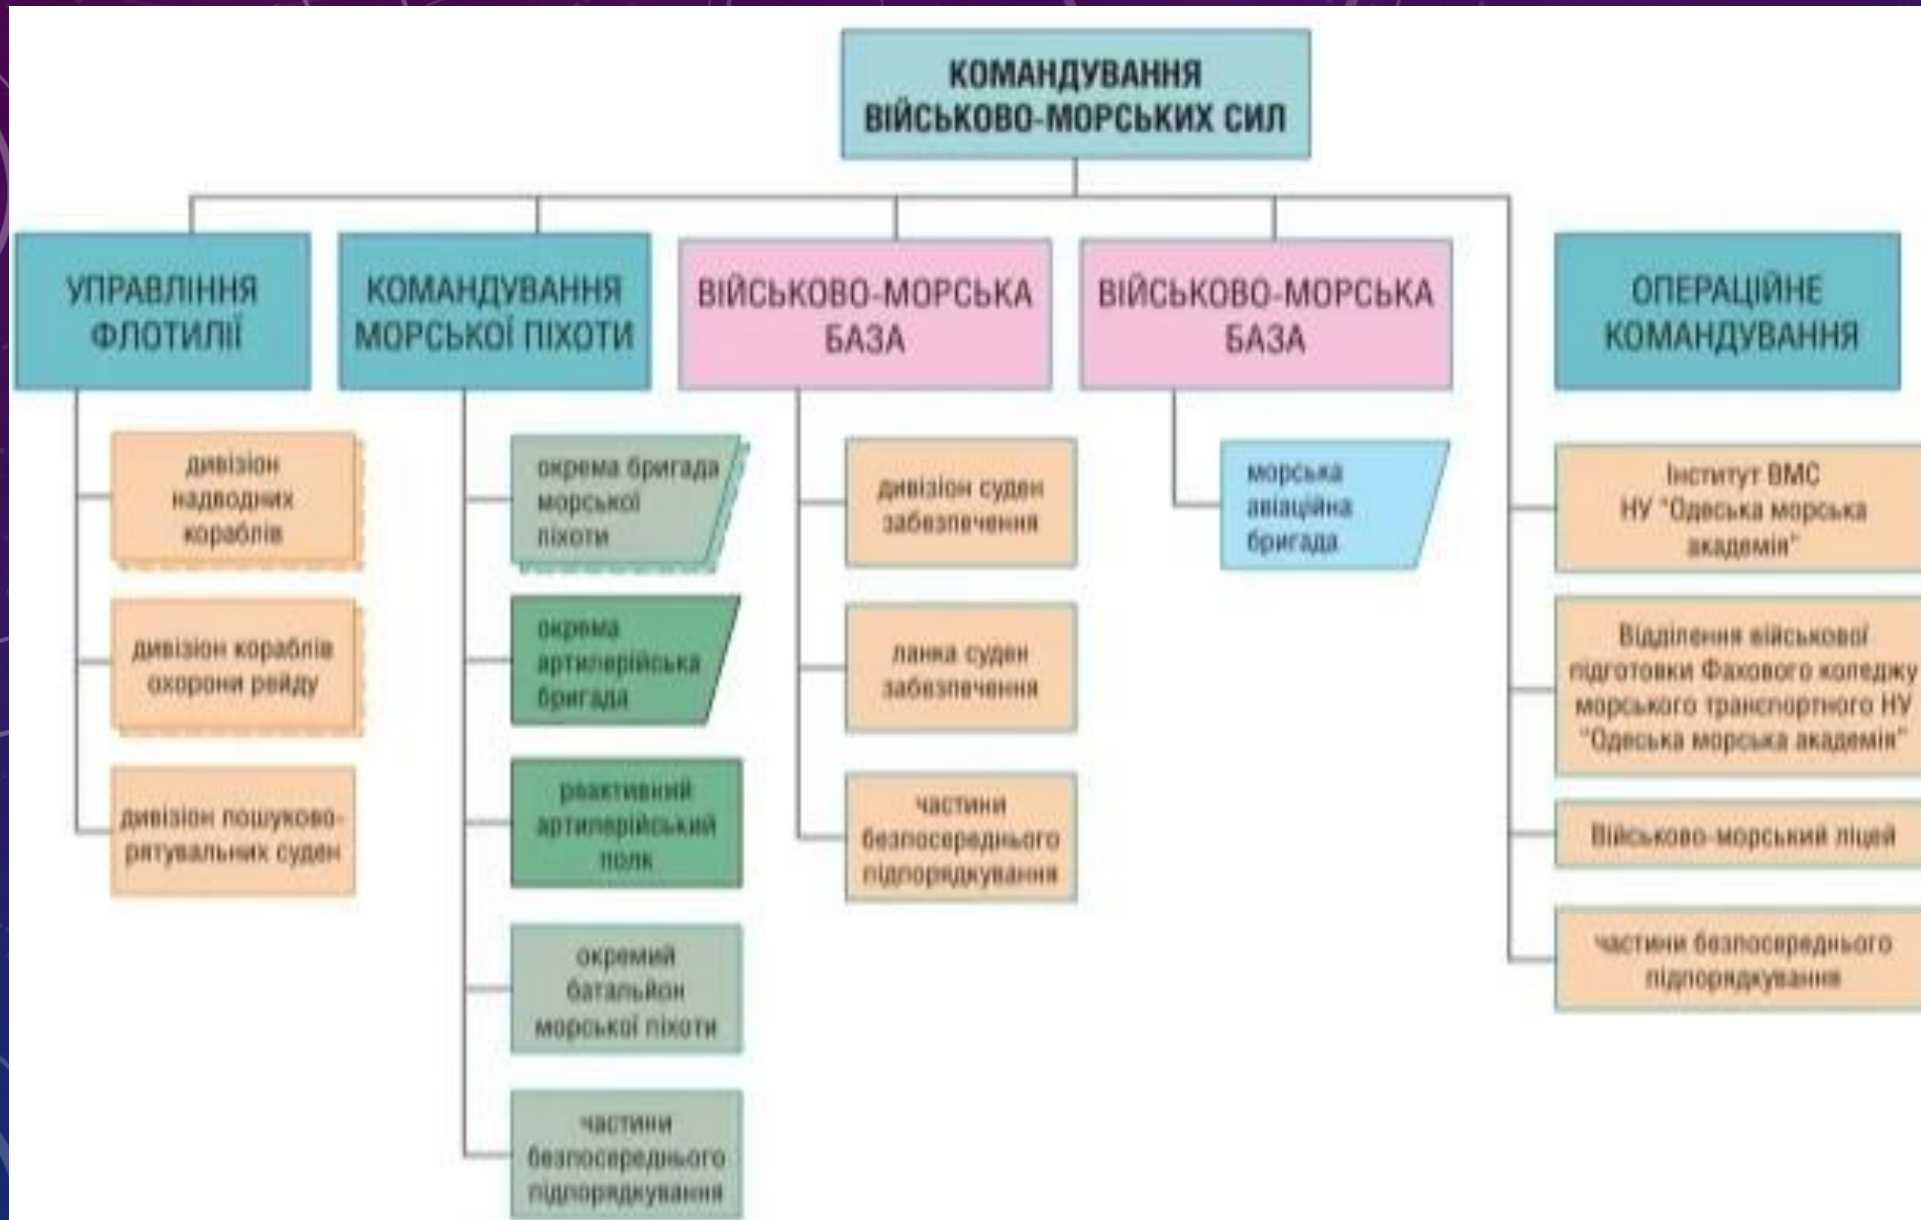 КОМАНДУВАННЯ
ВІЙСЬКОВО-МОРСЬКИХ СИЛ
УПРАВЛІННЯ
ФЛОТИЛІЇ
дивізіон
надводних
кораблів
дивізіон кораблів
охорони рейду
дивізіон пошуково-
рятувальних суден
КОМАНДУВАННЯ
МОРСЬКОЇ ПІХОТИ
окрема бригада
морської
піхоти
окрема
артилерійська
бригада
реактивний
артилерійський
полк
окремий
батальйон
морської піхоти
частини
безпосереднього
підпорядкування
ВІЙСЬКОВО-МОРСЬКА
БАЗА
дивізіон суден
забезпечення
ланка суден
забезпечення
частини
безпосереднього
підпорядкування
ВІЙСЬКОВО-МОРСЬКА
БАЗА
морська
авіаційна
бригада
ОПЕРАЦІЙНЕ
КОМАНДУВАННЯ
Інститут ВМС
НУ "Одеська морська
академія"
Відділення військової
підготовки Фахового коледжу
морського транспортного НУ
"Одеська морська академія"
Військово-морський ліцей
частини безпосереднього
підпорядкування